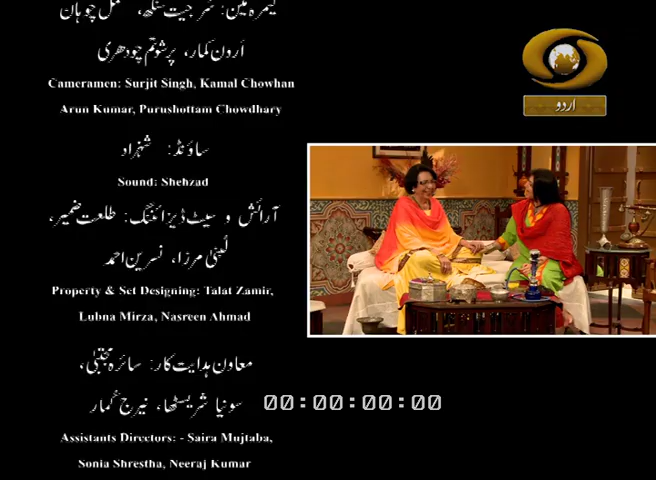 کیمرہ مین: سُرجیت سنگھ، کمل چوہان
ارون کمار، پرشوتم چودھری
Cameramen: Surjit Singh, Kamal Chowhan
Arun Kumar, Purushottam Chowdhary
ساؤنڈ: شہزاد
Sound: Shehzad
آرائش و سیٹ ڈیزائننگ: طلعت ضمیر،
لُبنیٰ مرزا، نسرین احمد
Property & Set Designing: Talat Zamir,
Lubna Mirza, Nasreen Ahmad
معاون ہدایت کار: سائرہ مجتبیٰ،
سونیا شریسٹھا، نیرج کمار
Assistants Directors: - Saira Mujtaba,
Sonia Shrestha, Neeraj Kumar
اردو
00:00:00:00